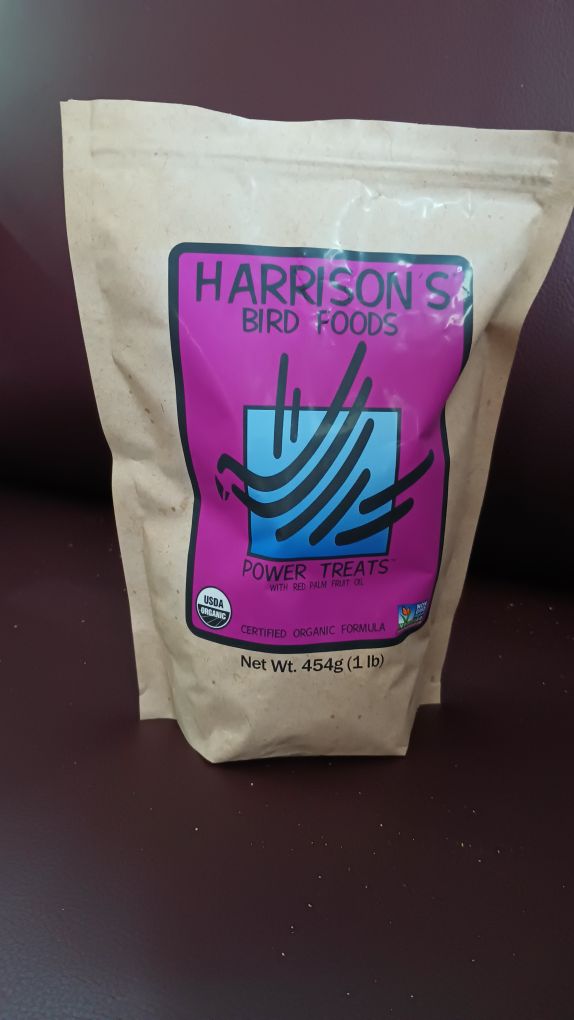 HARRISON'S
BIRD FOODS
POWER TREATS™
WITH RED PALM FRUIT OIL
USDA
ORGANIC
CERTIFIED ORGANIC FORMULA
Net Wt. 454g (1 lb)